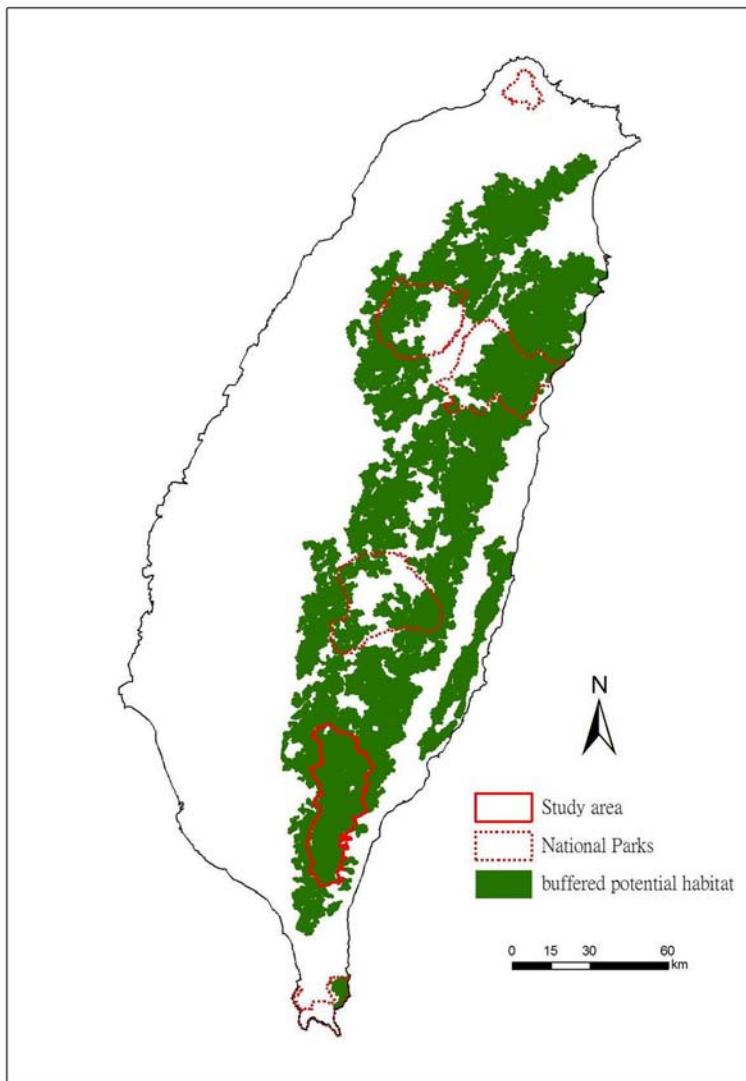 N
Study area
National Parks
buffered potential habitat
0 15 30 60
km